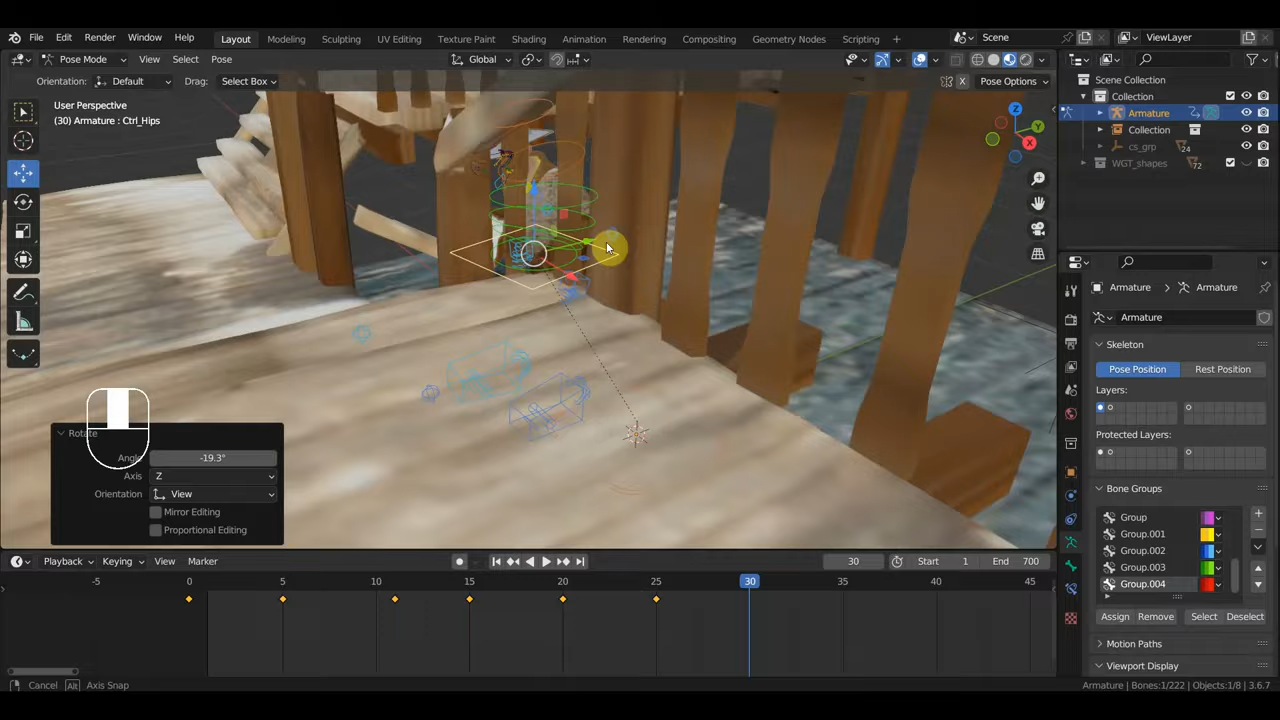 File Edit Render Window Help Layout Modeling Sculpting UV Editing Texture Paint Shading Animation Rendering Compositing Geometry Nodes Scripting + Scene ViewLayer
Pose Mode View Select Pose Global
Orientation: Default Drag: Select Box X Pose Options
User Perspective
(30) Armature : Ctrl_Hips
Z
Y
X
Scene Collection
Collection
Armature
Collection
24
cs_grp
WGT_shapes
72
Armature > Armature
Armature
Skeleton
Pose Position Rest Position
Layers:
Protected Layers:
Bone Groups
Group
Group.001
Group.002
Group.003
Group.004
Assign Remove Select Deselect
Motion Paths
Viewport Display
Rotate
Angle -19.3°
Axis Z
Orientation View
Mirror Editing
Proportional Editing
Playback Keying View Marker 30 Start 1 End 700
-5 0 5 10 15 20 25 30 35 40 45
Cancel Alt Axis Snap Armature | Bones:1/222 | Objects:1/8 | 3.6.7